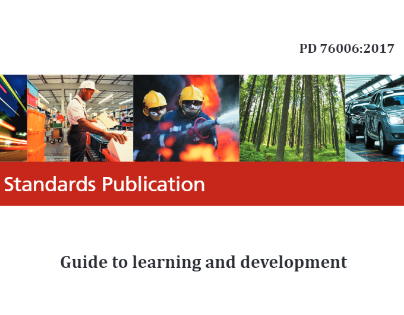 PD 76006:2017
Standards Publication
Guide to learning and development